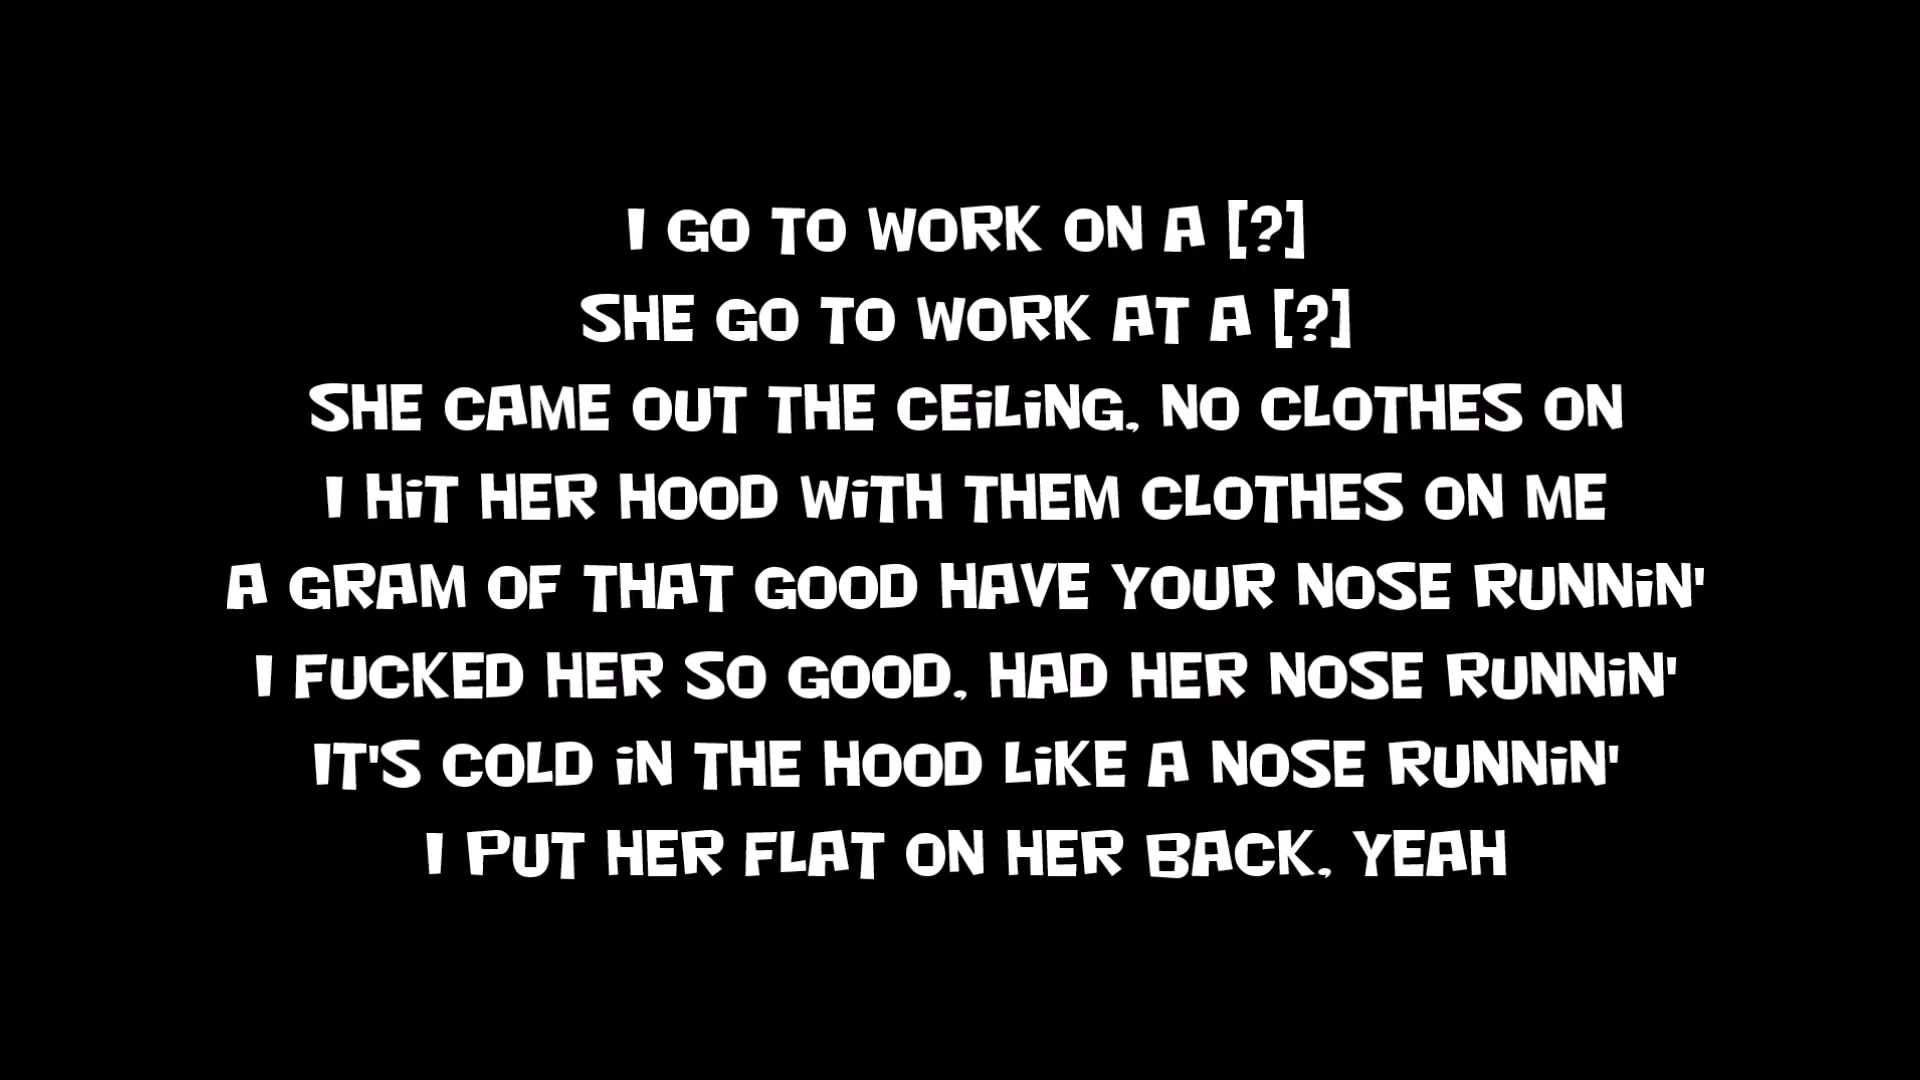 I GO TO WORK ON A [?]
SHE GO TO WORK AT A [?]
SHE CAME OUT THE CEILING, NO CLOTHES ON
I HIT HER HOOD WITH THEM CLOTHES ON ME
A GRAM OF THAT GOOD HAVE YOUR NOSE RUNNIN'
I FUCKED HER SO GOOD, HAD HER NOSE RUNNIN'
IT'S COLD IN THE HOOD LIKE A NOSE RUNNIN'
I PUT HER FLAT ON HER BACK, YEAH